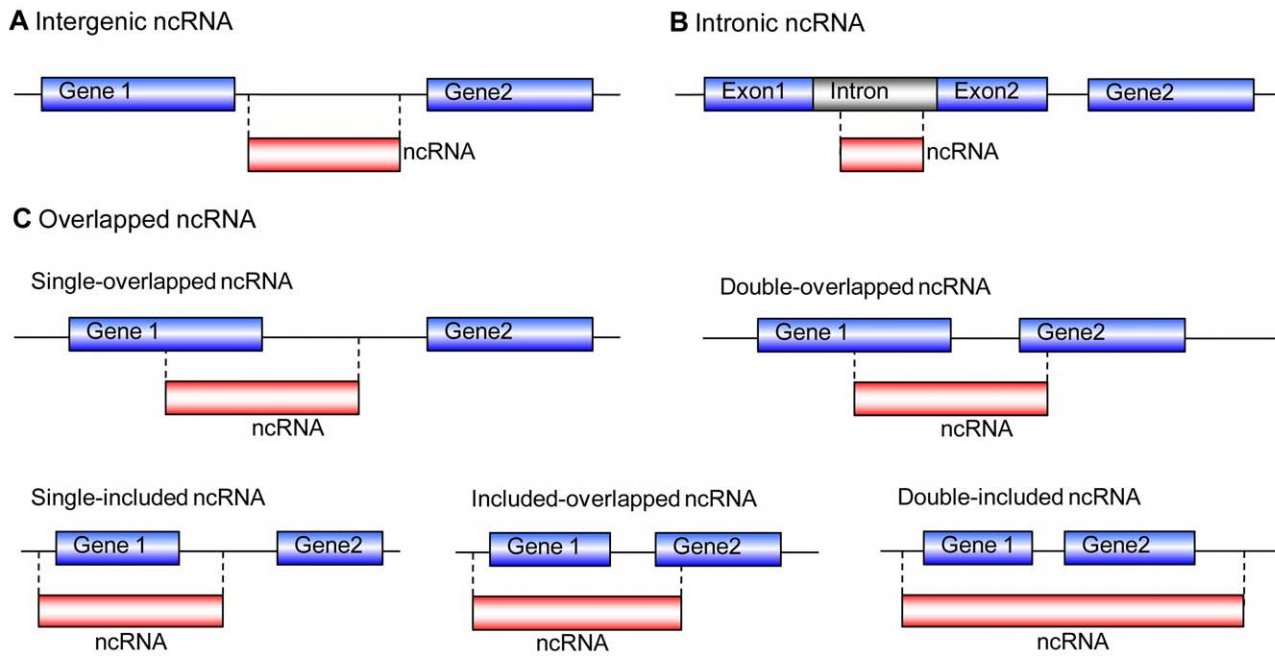 A Intergenic ncRNA
Gene 1
Gene2
ncRNA
B Intronic ncRNA
Exon1
Intron
Exon2
Gene2
ncRNA
C Overlapped ncRNA
Single-overlapped ncRNA
Gene 1
Gene2
ncRNA
Double-overlapped ncRNA
Gene 1
Gene2
ncRNA
Single-included ncRNA
Gene 1
Gene2
ncRNA
Included-overlapped ncRNA
Gene 1
Gene2
ncRNA
Double-included ncRNA
Gene 1
Gene2
ncRNA